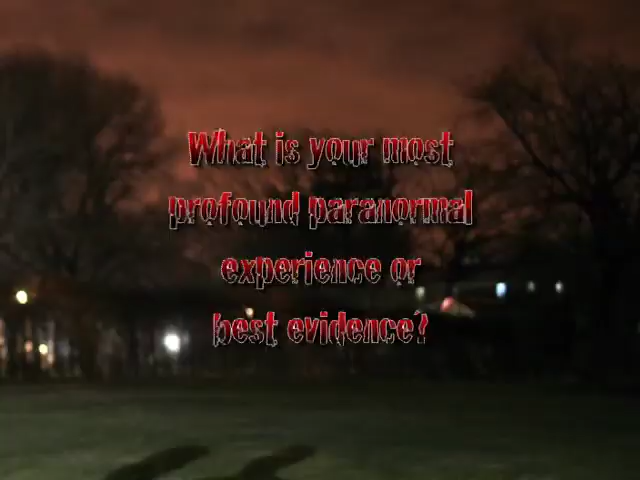 What is your most
profound paranormal
experience or
best evidence?